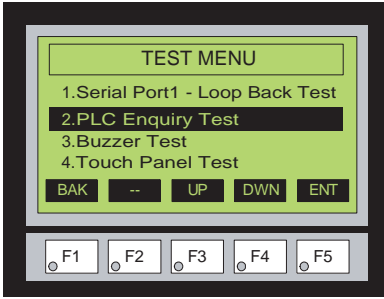 TEST MENU
1.Serial Port1 - Loop Back Test
2.PLC Enquiry Test
3.Buzzer Test
4.Touch Panel Test
BAK -- UP DWN ENT
F1 F2 F3 F4 F5